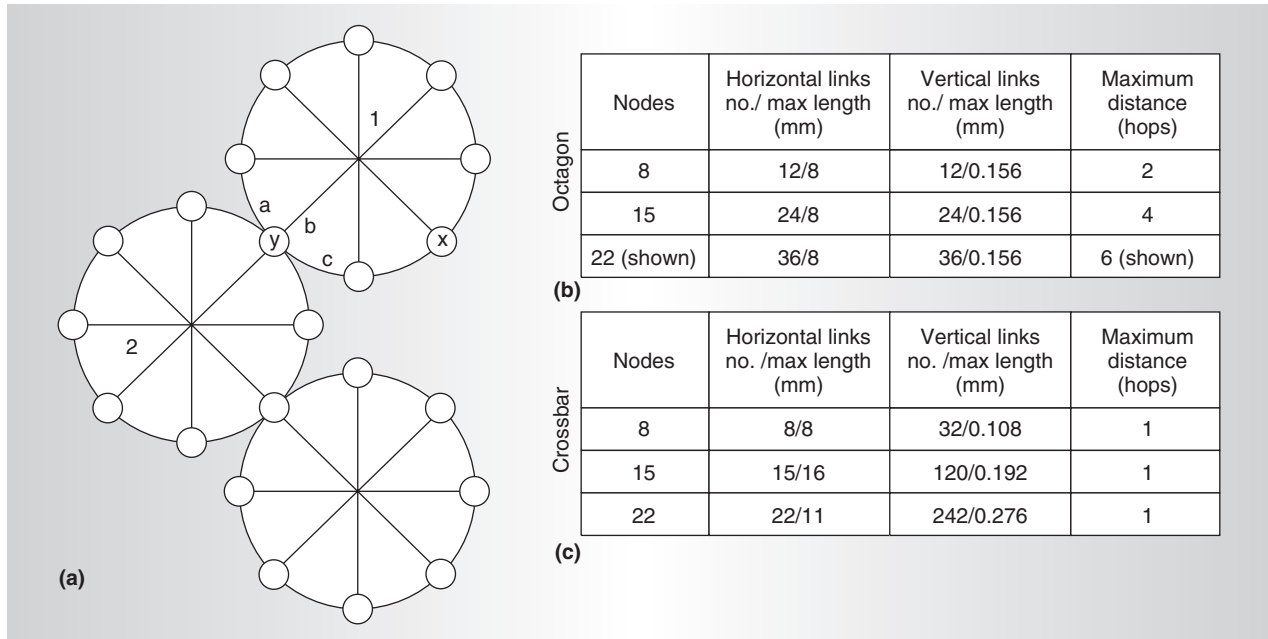 1
a
b
y
x
c
2
(a)
Octagon
Nodes
Horizontal links
no./ max length
(mm)
Vertical links
no./ max length
(mm)
Maximum
distance
(hops)
8 12/8 12/0.156 2
15 24/8 24/0.156 4
22 (shown) 36/8 36/0.156 6 (shown)
(b)
Crossbar
Nodes
Horizontal links
no. /max length
(mm)
Vertical links
no. /max length
(mm)
Maximum
distance
(hops)
8 8/8 32/0.108 1
15 15/16 120/0.192 1
22 22/11 242/0.276 1
(c)